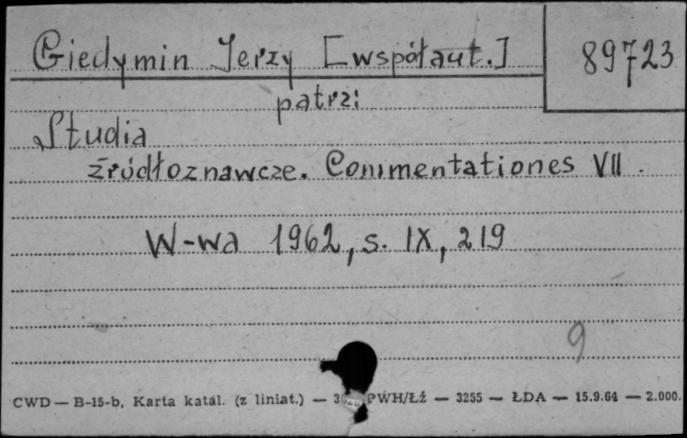 Giedymin Jerzy [współaut.]
89723
patrz:
Studia
źródłoznawcze. Commentationes VII.
W-wa 1962, s. IX, 219
9
CWD — B-15-b, Karta katal. (z liniat.) — PWH/Łź — 3255 — ŁDA — 15.9.64 — 2.000.